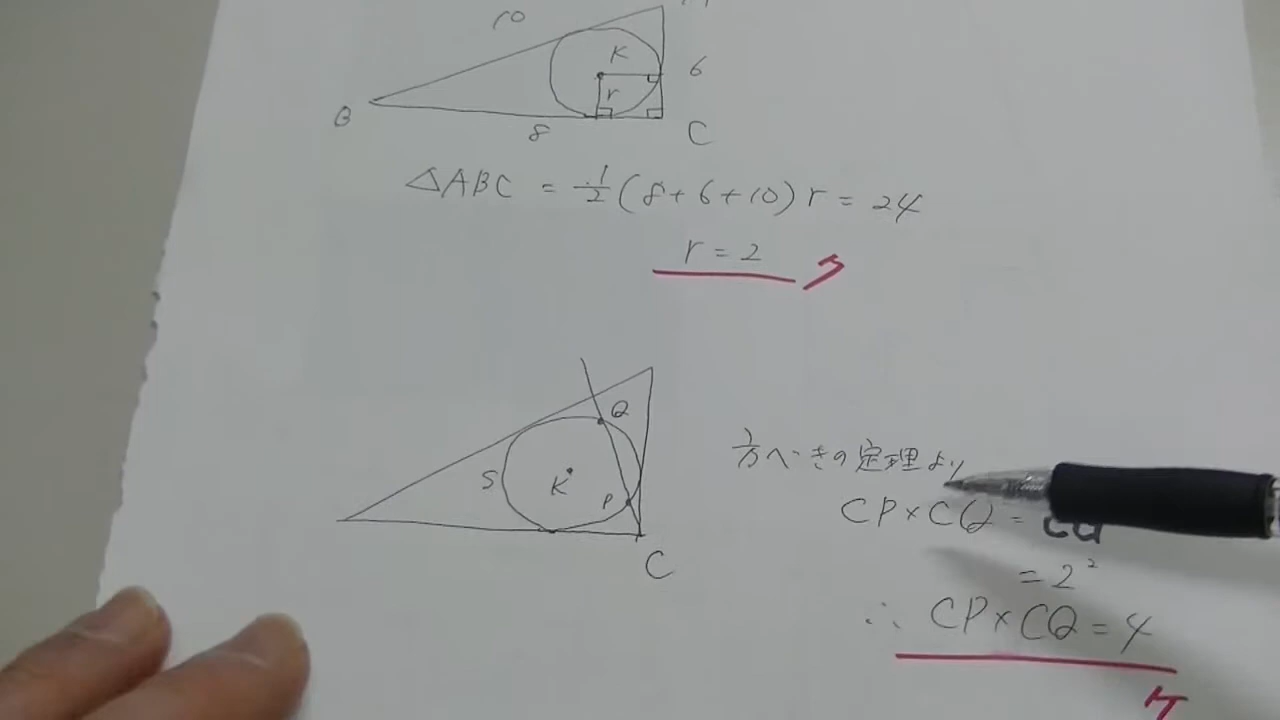 10
K
6
r
B
8
C
△ABC = 1/2 (8+6+10) r = 24
r = 2
Q
S
K
P
C
方べきの定理より
CP×CQ =
= 2²
∴ CP×CQ = 4